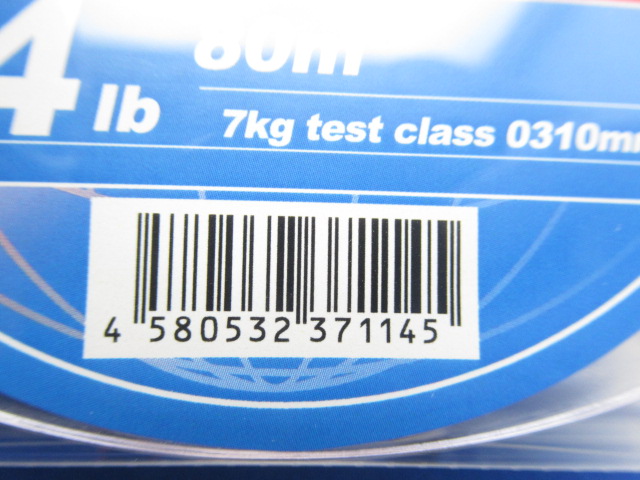 80m
4 lb
7kg test class 0310mm
4 580532 371145